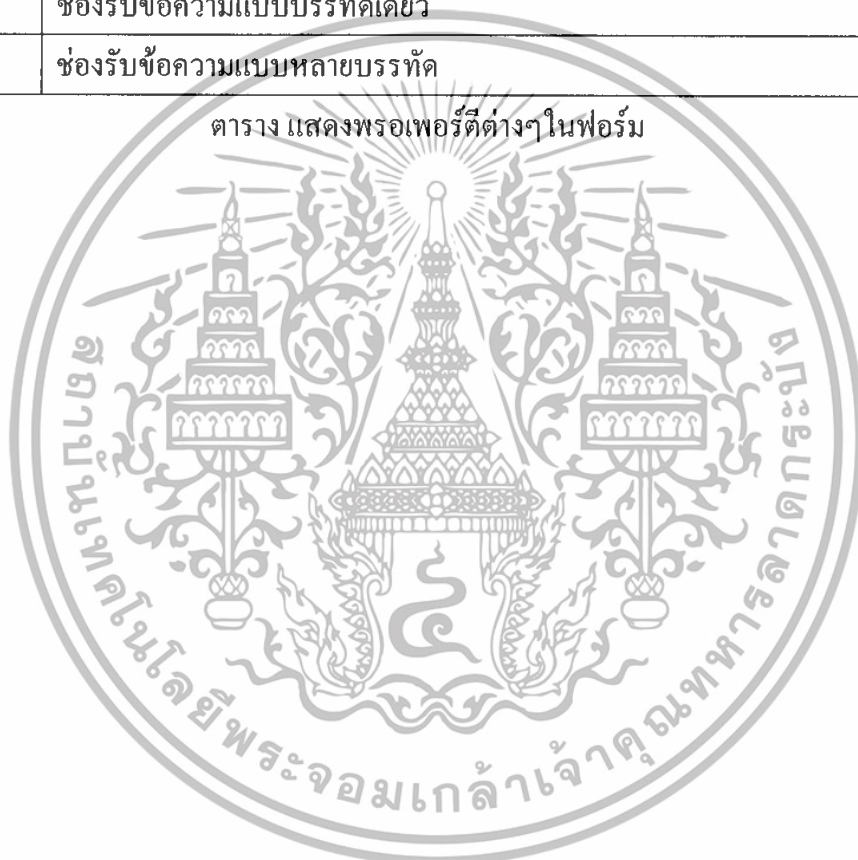 ช่องรับข้อความแบบบรรทัดเดียว
ช่องรับข้อความแบบหลายบรรทัด
ตาราง แสดงพรอเพอร์ตีต่างๆในฟอร์ม
สถาบันเทคโนโลยีพระจอมเกล้าเจ้าคุณทหารลาดกระบัง